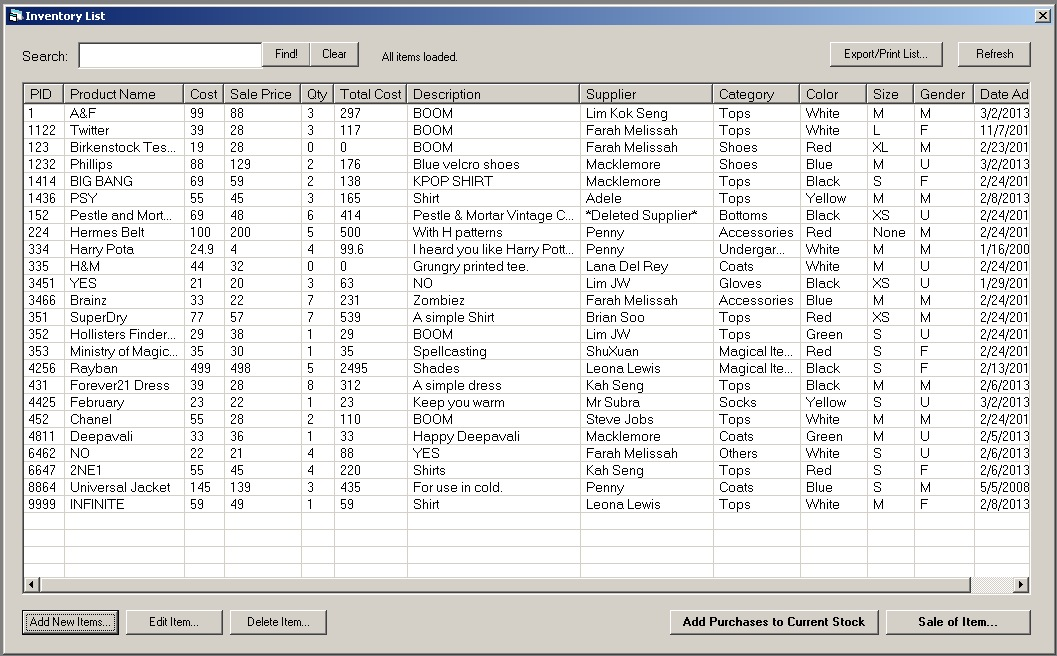 Inventory List
Search: Find! Clear All items loaded. Export/Print List... Refresh
PID Product Name Cost Sale Price Qty Total Cost Description Supplier Category Color Size Gender Date Ad
1 A&F 99 88 3 297 BOOM Lim Kok Seng Tops White M M 3/2/2013
1122 Twitter 39 28 3 117 BOOM Farah Melissah Tops White L F 11/7/201
123 Birkenstock Tes... 19 28 0 0 BOOM Farah Melissah Shoes Red XL M 2/23/201
1232 Phillips 88 129 2 176 Blue velcro shoes Macklemore Shoes Blue M U 3/2/2013
1414 BIG BANG 69 59 2 138 KPOP SHIRT Macklemore Tops Black S F 2/24/201
1436 PSY 55 45 3 165 Shirt Adele Tops Yellow M M 2/8/2013
152 Pestle and Mort... 69 48 6 414 Pestle & Mortar Vintage C... *Deleted Supplier* Bottoms Black XS U 2/24/201
224 Hermes Belt 100 200 5 500 With H patterns Penny Accessories Red None M 2/24/201
334 Harry Pota 24.9 4 4 99.6 I heard you like Harry Pott... Penny Undergar... White M M 1/16/200
335 H&M 44 32 0 0 Grungry printed tee. Lana Del Rey Coats White M U 2/24/201
3451 YES 21 20 3 63 NO Lim JW Gloves Black XS U 1/29/201
3466 Brainz 33 22 7 231 Zombiez Farah Melissah Accessories Blue M M 2/24/201
351 SuperDry 77 57 7 539 A simple Shirt Brian Soo Tops Red XS M 2/24/201
352 Hollisters Finder... 29 38 1 29 BOOM Lim JW Tops Green S U 2/24/201
353 Ministry of Magic... 35 30 1 35 Spellcasting ShuXuan Magical Ite... Red S F 2/24/201
4256 Rayban 499 498 5 2495 Shades Leona Lewis Magical Ite... Black S F 2/13/201
431 Forever21 Dress 39 28 8 312 A simple dress Kah Seng Tops Black M M 2/6/2013
4425 February 23 22 1 23 Keep you warm Mr Subra Socks Yellow S U 3/2/2013
452 Chanel 55 28 2 110 BOOM Steve Jobs Tops White M M 2/24/201
4811 Deepavali 33 36 1 33 Happy Deepavali Macklemore Coats Green M U 2/5/2013
6462 NO 22 21 4 88 YES Farah Melissah Others White S U 2/6/2013
6647 2NE1 55 45 4 220 Shirts Kah Seng Tops Red S F 2/6/2013
8864 Universal Jacket 145 139 3 435 For use in cold. Penny Coats Blue S M 5/5/2008
9999 INFINITE 59 49 1 59 Shirt Leona Lewis Tops White M F 2/8/2013
Add New Items... Edit Item... Delete Item... Add Purchases to Current Stock Sale of Item...